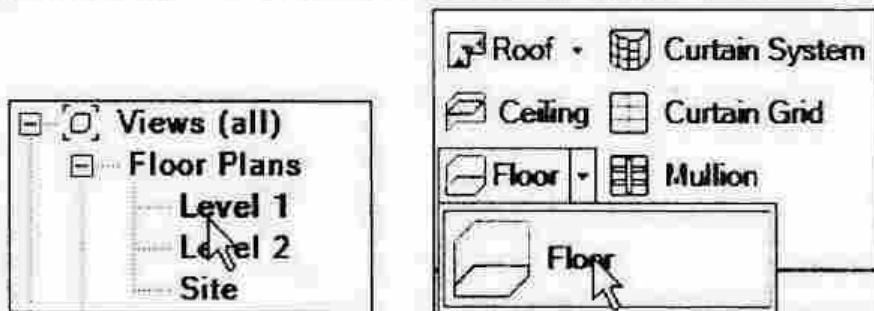 Views (all)
Floor Plans
Level 1
Level 2
Site
Roof Curtain System
Ceiling Curtain Grid
Floor Mullion
Floor